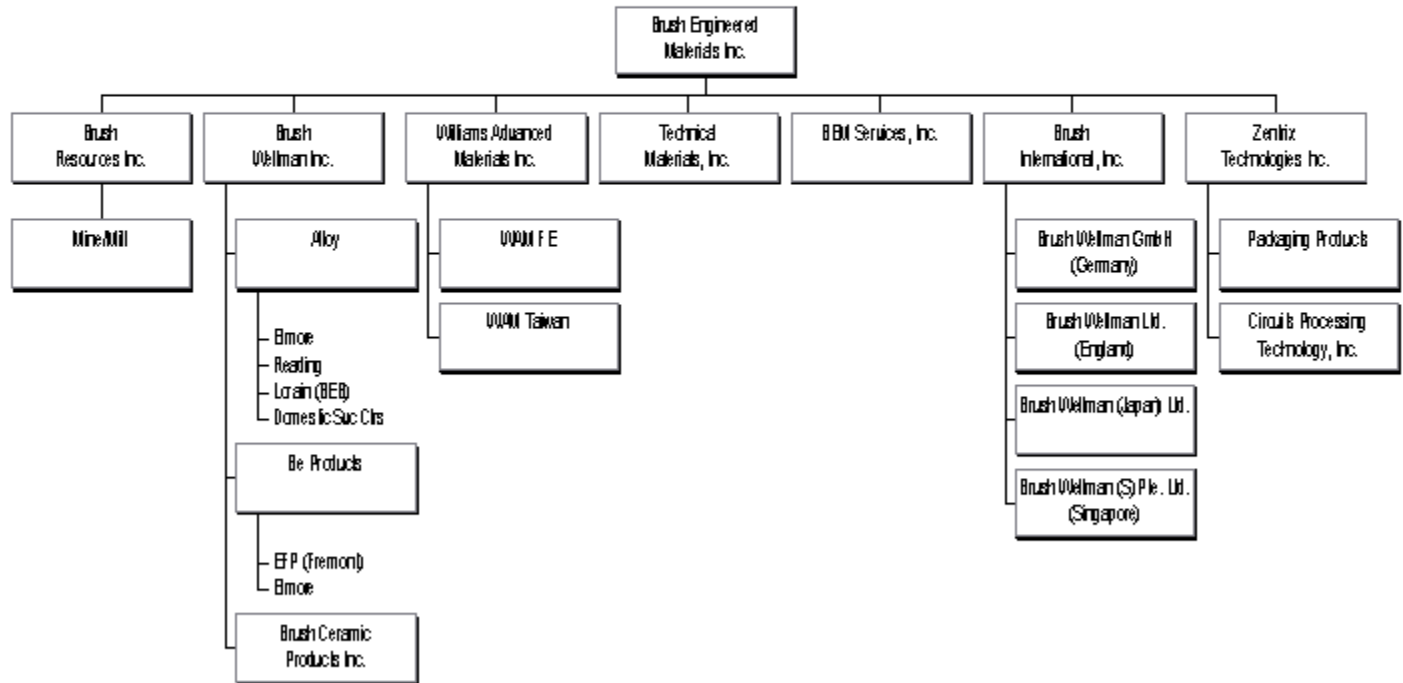 Brush Engineered
Materials Inc.
Brush
Resources Inc.
Brush
Wellman Inc.
Williams Advanced
Materials Inc.
Technical
Materials, Inc.
BEM Services, Inc.
Brush
International, Inc.
Zentrix
Technologies Inc.
Mine/Mill
Alloy
Elmore
Reading
Lorain (BEB)
Domestic Svc Ctrs
Be Products
EFP (Fremont)
Elmore
Brush Ceramic
Products Inc.
WAM F E
WAM Taiwan
Brush Wellman GmbH
(Germany)
Brush Wellman Ltd.
(England)
Brush Wellman (Japan) Ltd.
Brush Wellman (S) Pte. Ltd.
(Singapore)
Packaging Products
Circuits Processing
Technology, Inc.